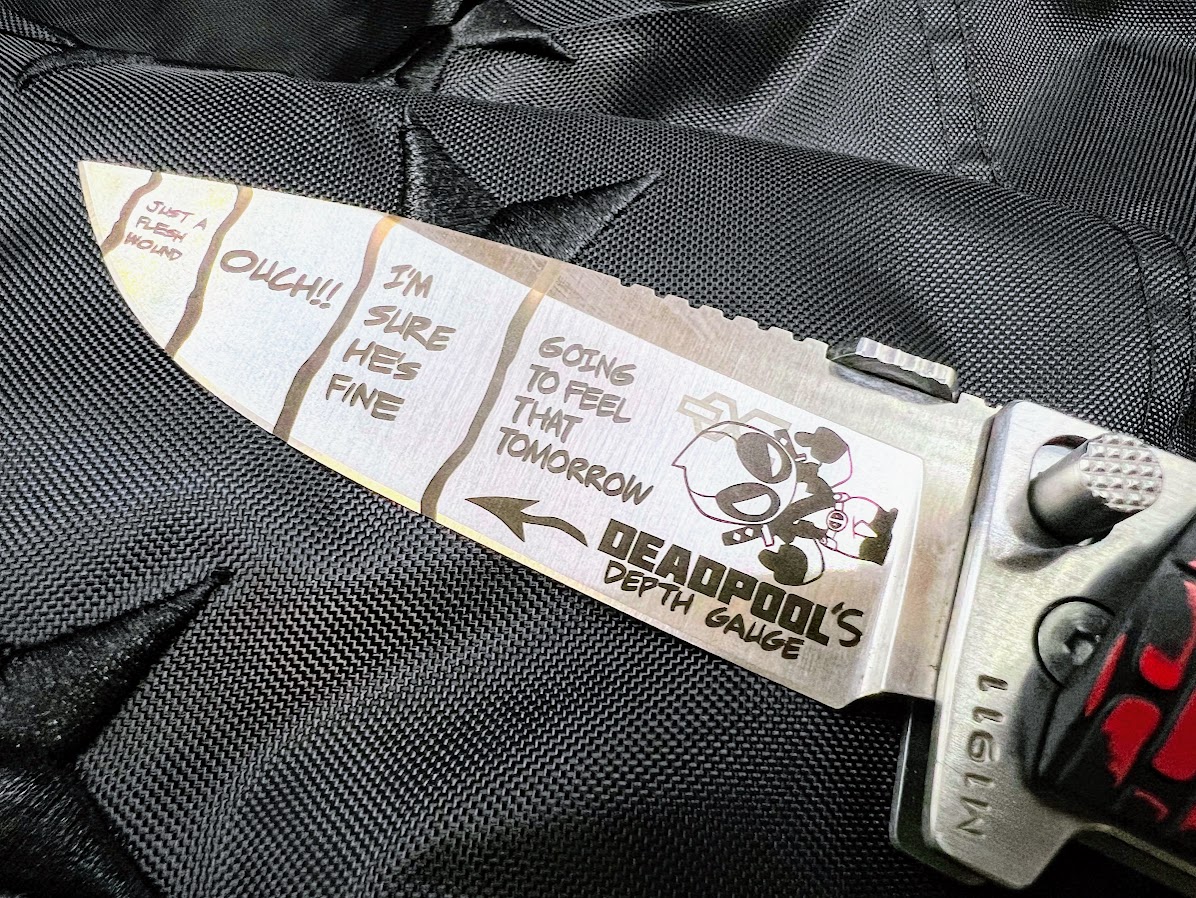 JUST A
FLESH
WOUND
OUCH!!
I'M
SURE
HE'S
FINE
GOING
TO FEEL
THAT
TOMORROW
DEADPOOL'S
DEPTH GAUGE
M1911